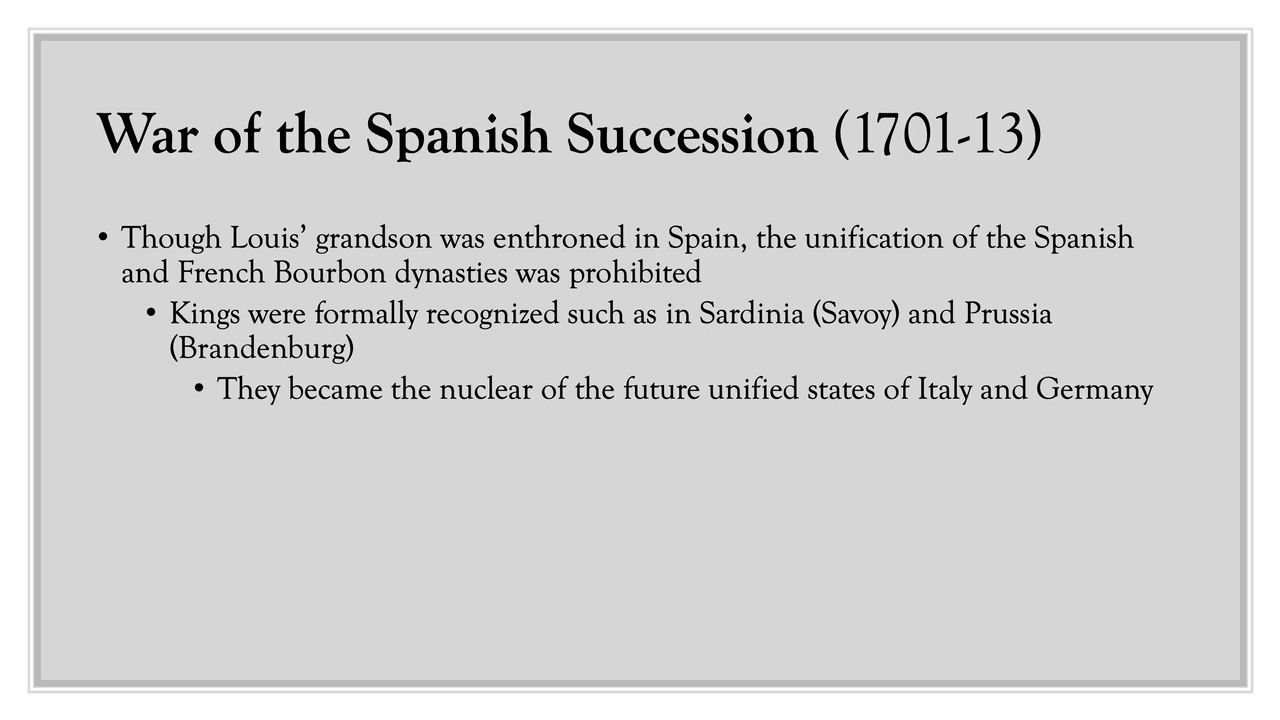 War of the Spanish Succession (1701-13)
• Though Louis’ grandson was enthroned in Spain, the unification of the Spanish
and French Bourbon dynasties was prohibited
• Kings were formally recognized such as in Sardinia (Savoy) and Prussia
(Brandenburg)
• They became the nuclear of the future unified states of Italy and Germany